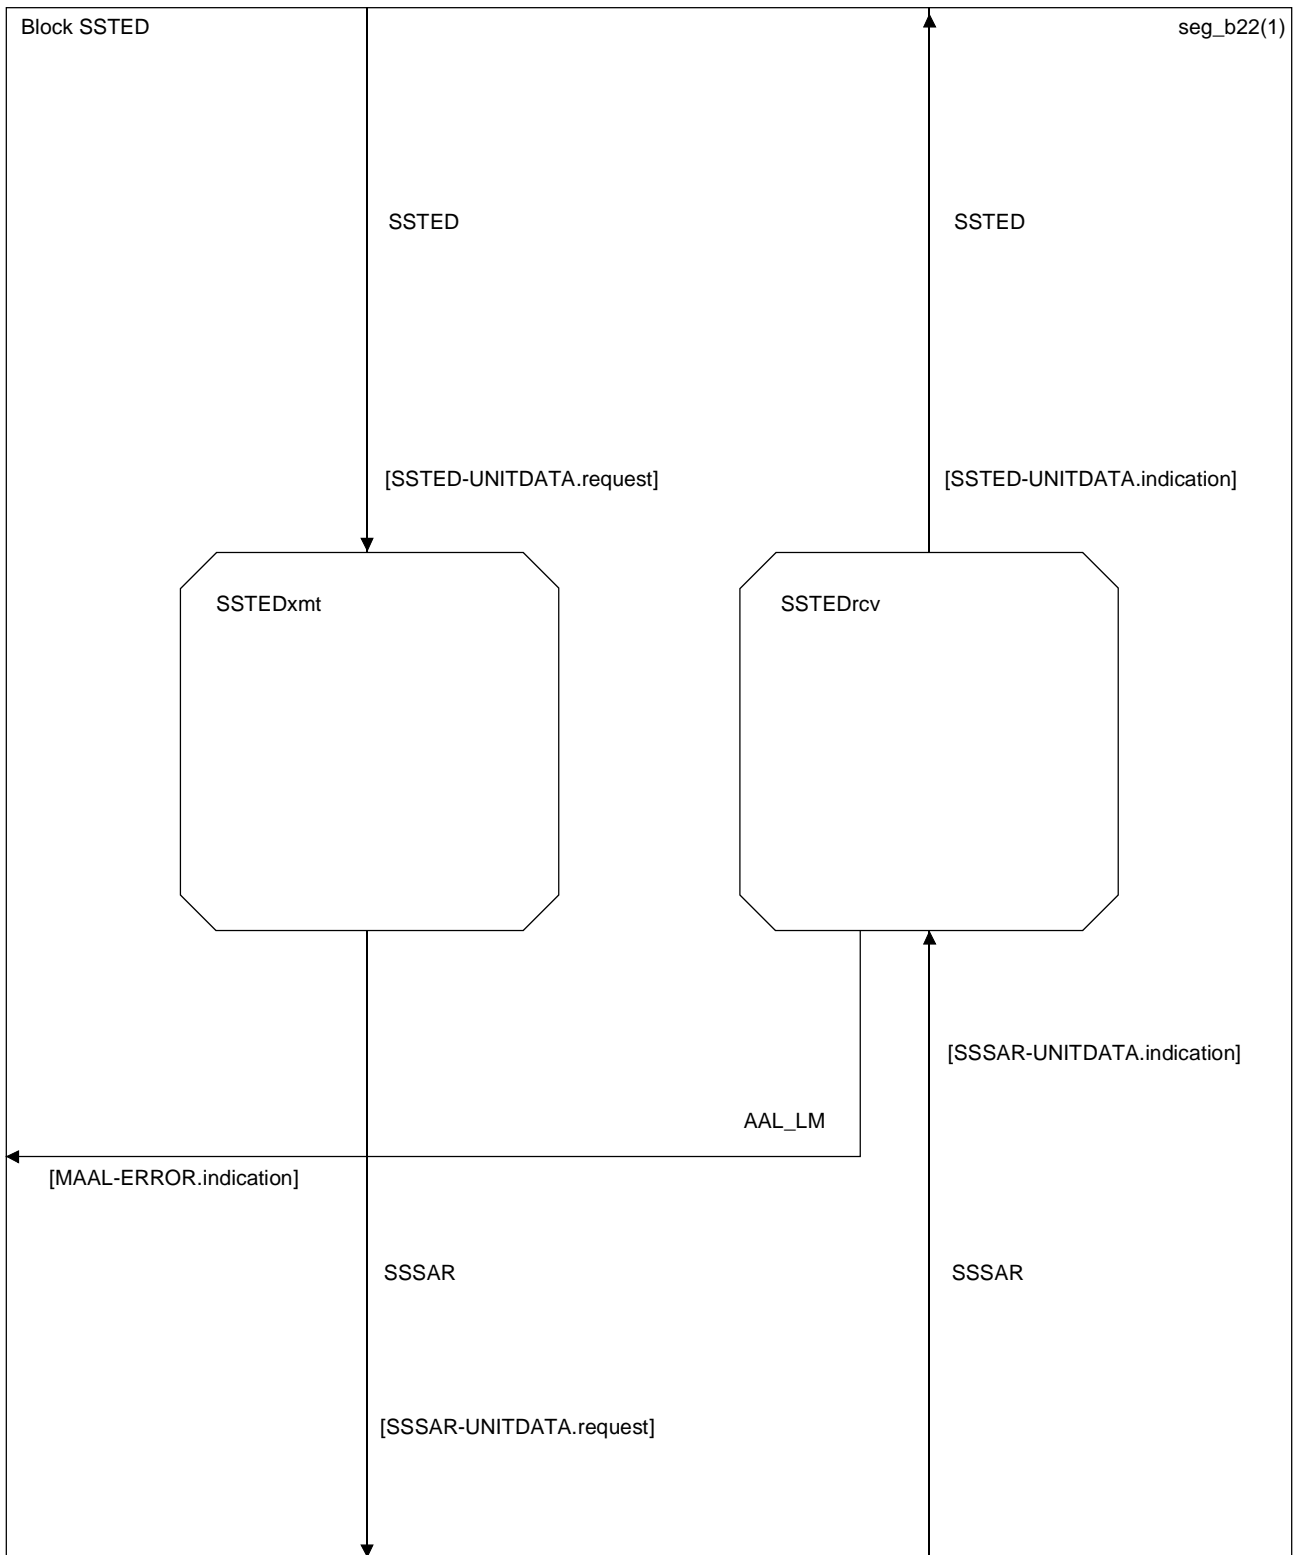 Block SSTED
seg_b22(1)
SSTED
SSTED
[SSTED-UNITDATA.request]
[SSTED-UNITDATA.indication]
SSTEDxmt
SSTEDrcv
[SSSAR-UNITDATA.indication]
AAL_LM
[MAAL-ERROR.indication]
SSSAR
SSSAR
[SSSAR-UNITDATA.request]